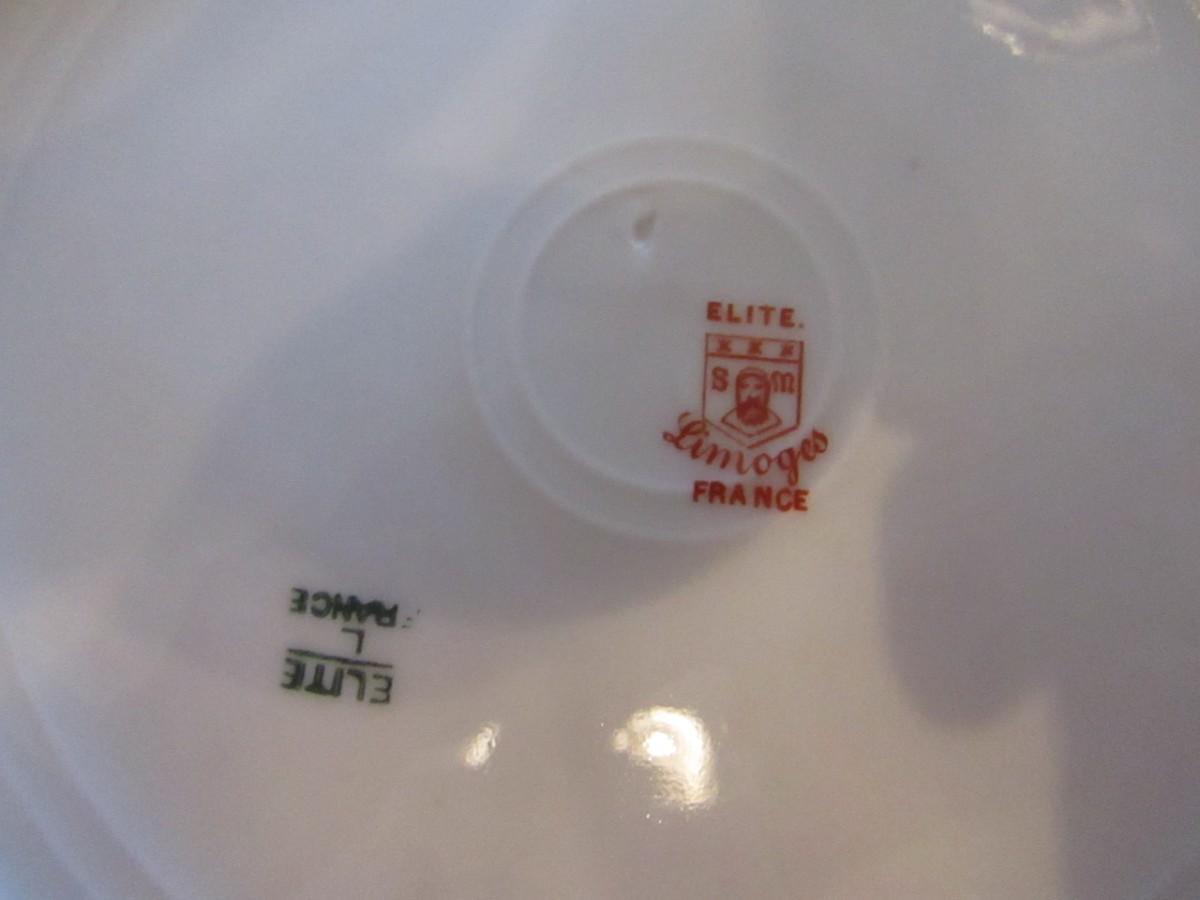 ELITE.
S M
Limoges
FRANCE
ELITE
L
FRANCE